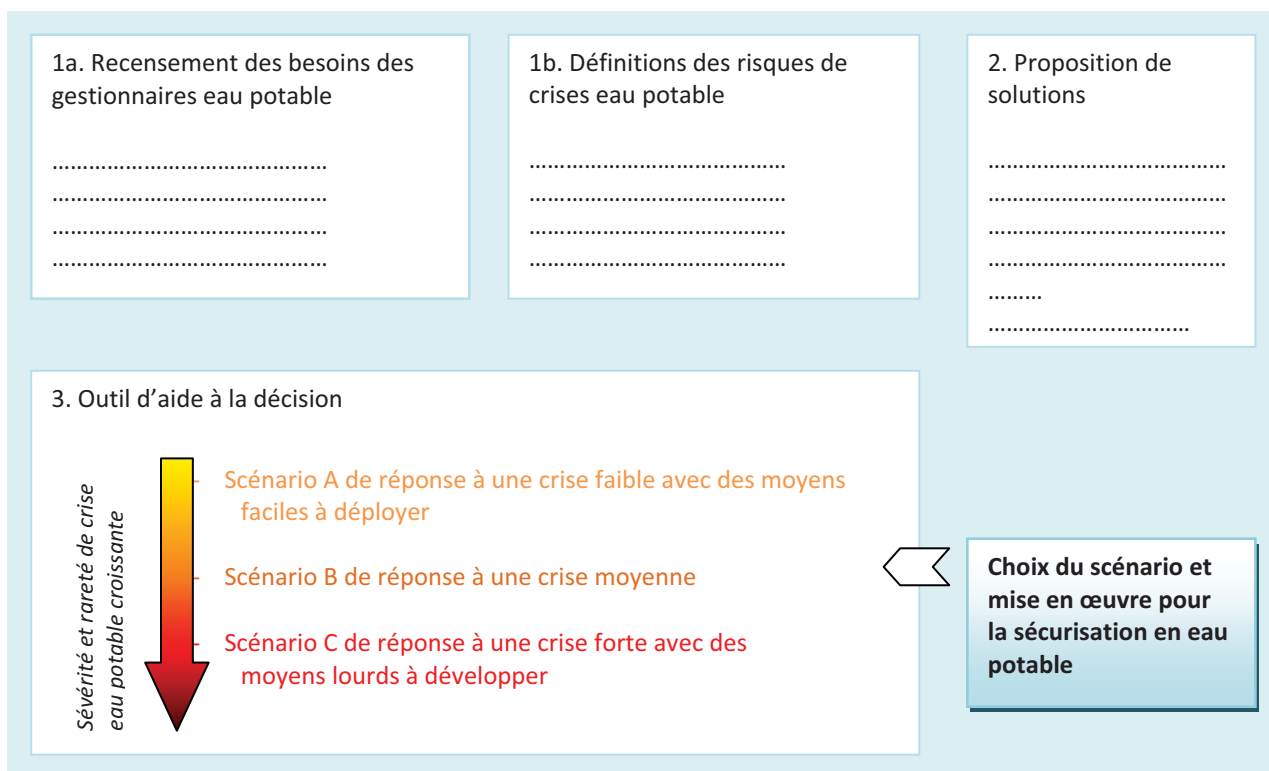 1a. Recensement des besoins des
gestionnaires eau potable
………………………………………
………………………………………
………………………………………
………………………………………
1b. Définitions des risques de
crises eau potable
……………………………………
……………………………………
……………………………………
……………………………………
2. Proposition de
solutions
…………………………………
…………………………………
…………………………………
…………………………………
………
……………………………
3. Outil d’aide à la décision
Sévérité et rareté de crise
eau potable croissante
Scénario A de réponse à une crise faible avec des moyens
faciles à déployer
Scénario B de réponse à une crise moyenne
Scénario C de réponse à une crise forte avec des
moyens lourds à développer
Choix du scénario et
mise en œuvre pour
la sécurisation en eau
potable